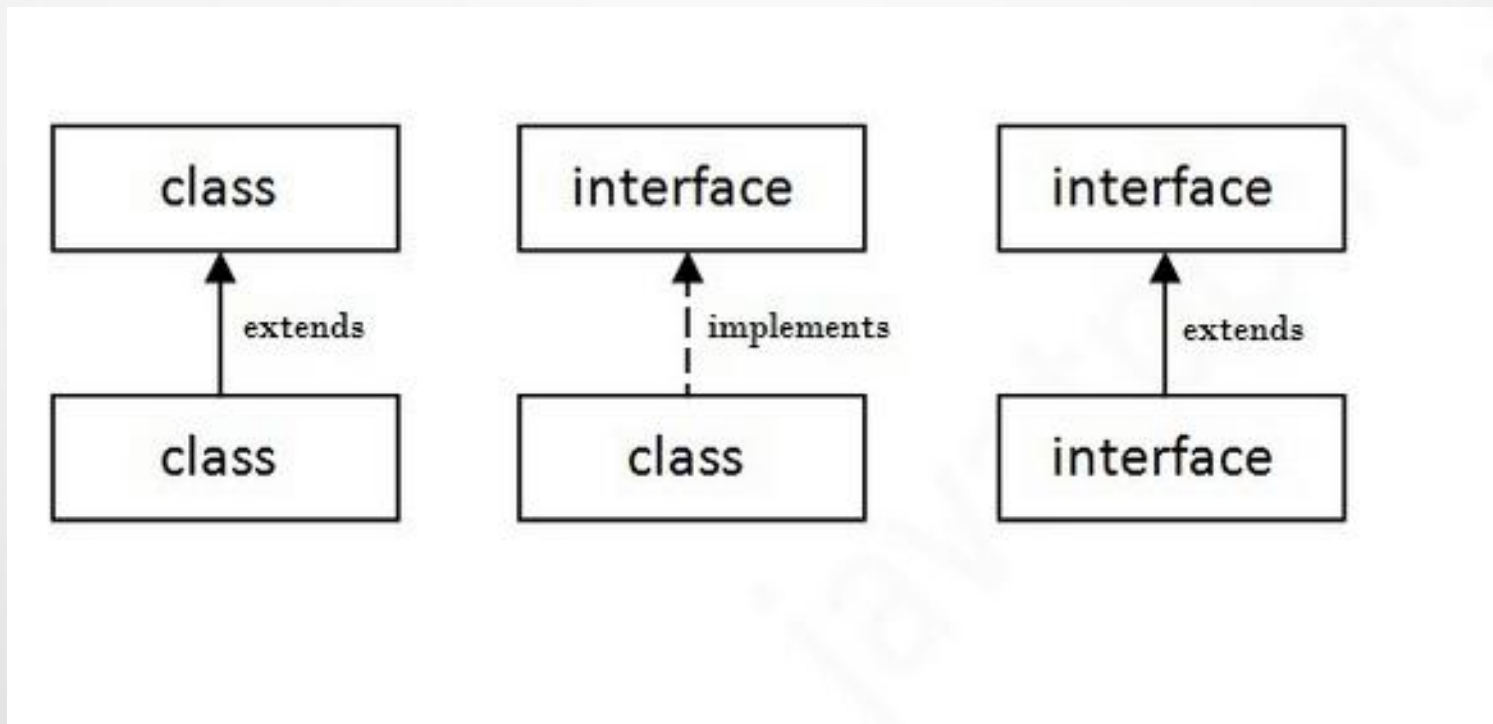 class
interface
interface
extends
implements
extends
class
class
interface